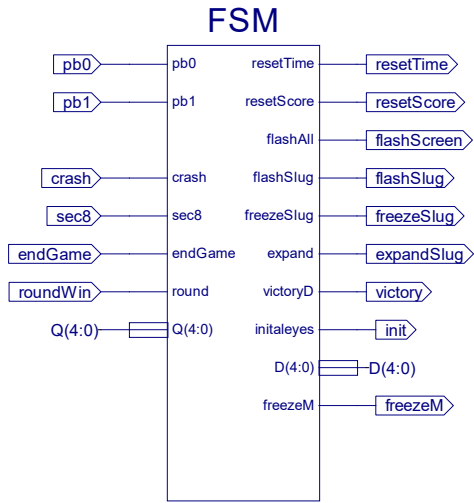 FSM
pb0 pb0 resetTime resetTime
pb1 pb1 resetScore resetScore
flashAll flashScreen
crash crash flashSlug flashSlug
sec8 sec8 freezeSlug freezeSlug
endGame endGame expand expandSlug
roundWin round victoryD victory
Q(4:0) Q(4:0) initaleyes init
D(4:0) D(4:0)
freezeM freezeM